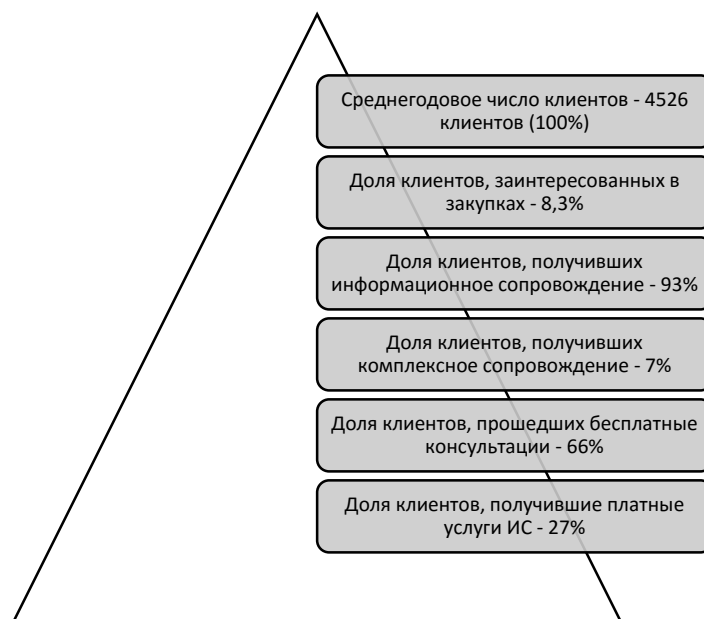 Среднегодовое число клиентов - 4526
клиентов (100%)
Доля клиентов, заинтересованных в
закупках - 8,3%
Доля клиентов, получивших
информационное сопровождение - 93%
Доля клиентов, получивших
комплексное сопровождение - 7%
Доля клиентов, прошедших бесплатные
консультации - 66%
Доля клиентов, получившие платные
услуги ИС - 27%